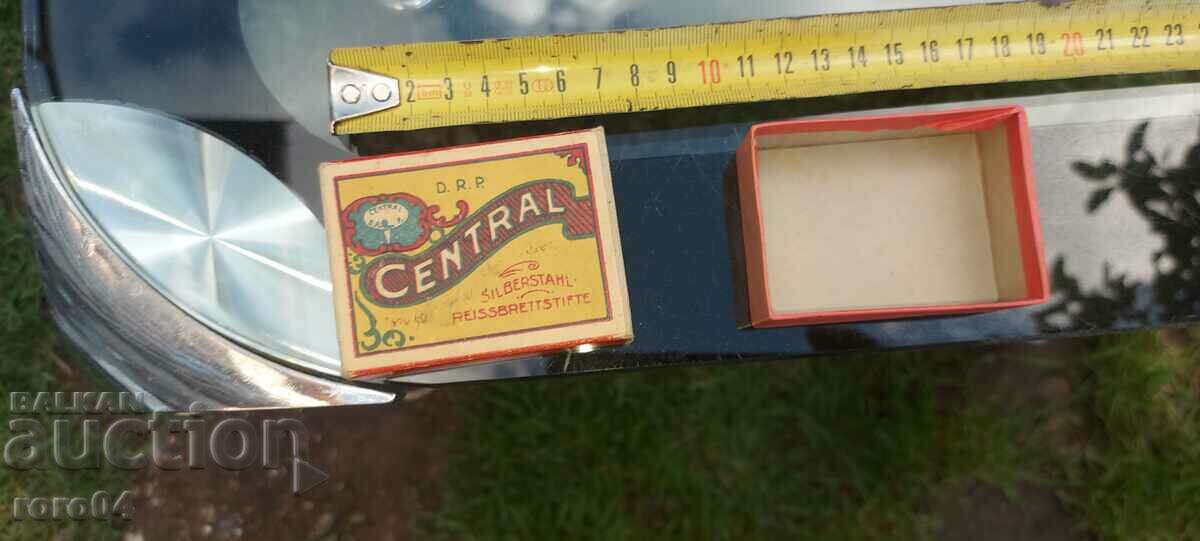 2 3 4 5 6 7 8 9 10 11 12 13 14 15 16 17 18 19 20 21 22 23
D.R.P.
CENTRAL
CENTRAL
SILBERSTAHL
REISSBRETTSTIFTE
BALKAN
auction
roro04